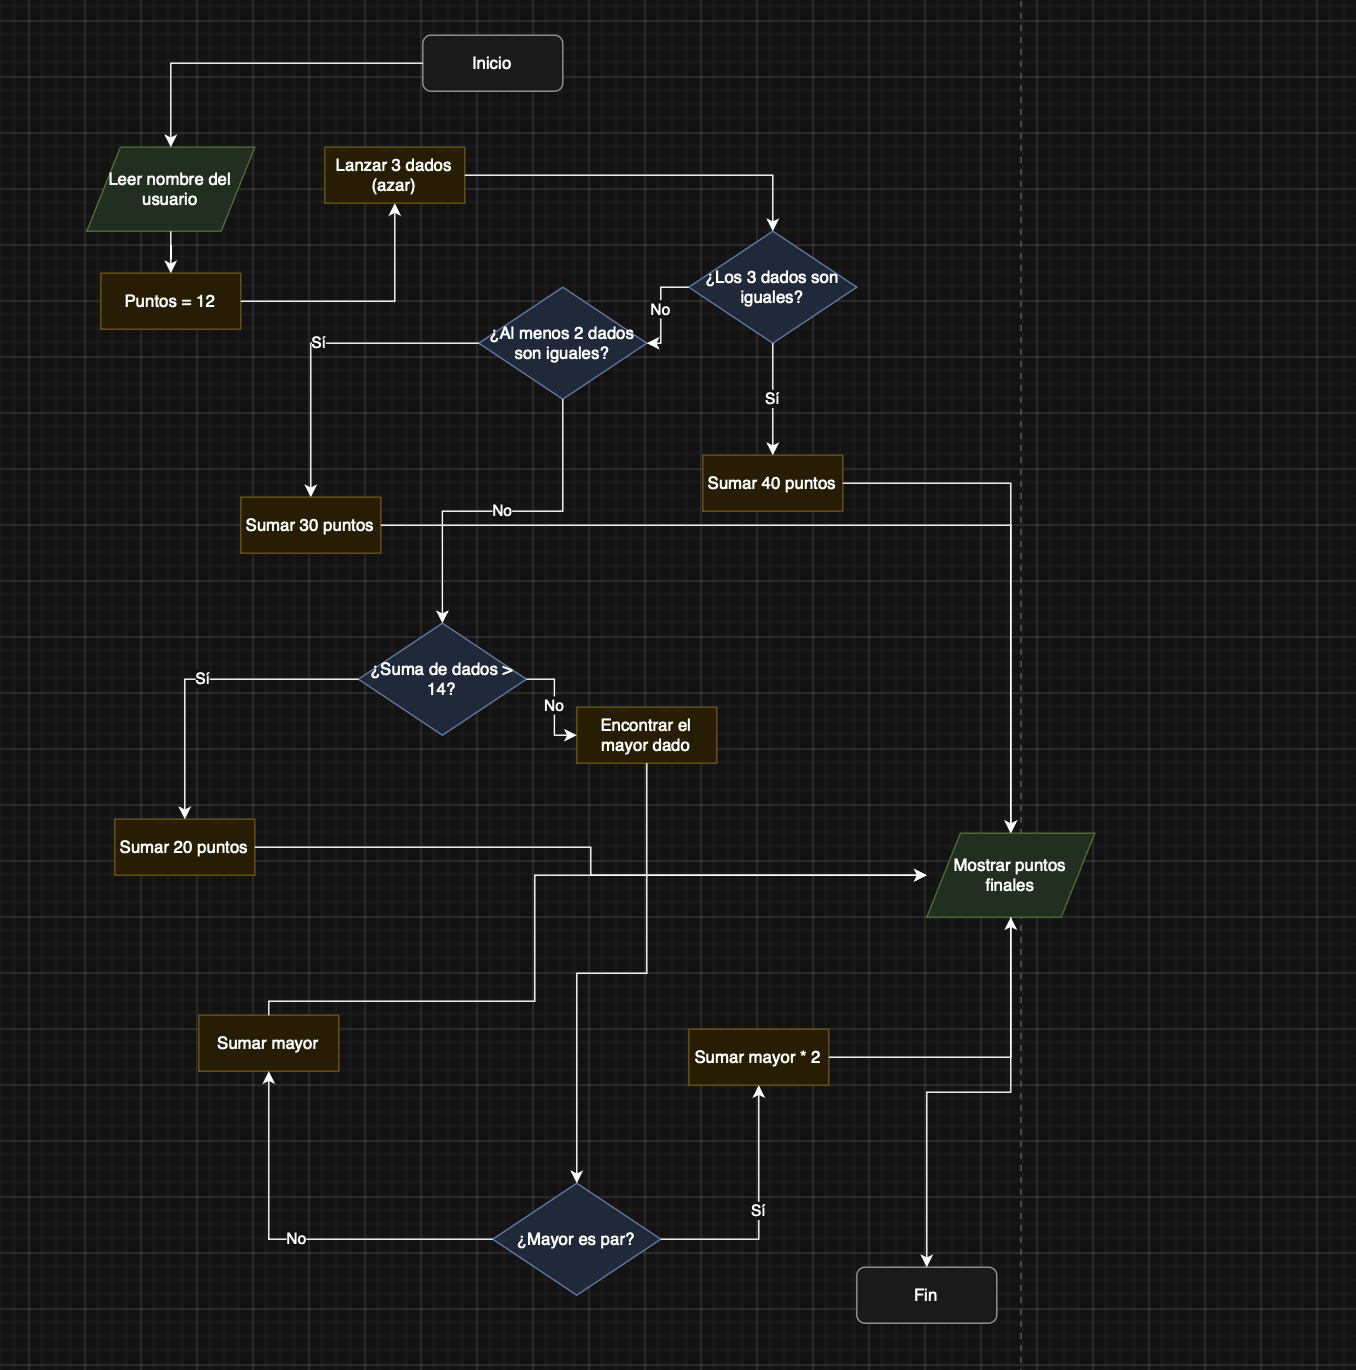 Inicio
Leer nombre del
usuario
Lanzar 3 dados
(azar)
Puntos = 12
¿Los 3 dados son
iguales?
No
¿Al menos 2 dados
son iguales?
Sí
Sí
Sumar 40 puntos
No
Sumar 30 puntos
¿Suma de dados >
14?
Sí
No
Encontrar el
mayor dado
Sumar 20 puntos
Mostrar puntos
finales
Sumar mayor
Sumar mayor * 2
Sí
No
¿Mayor es par?
Fin